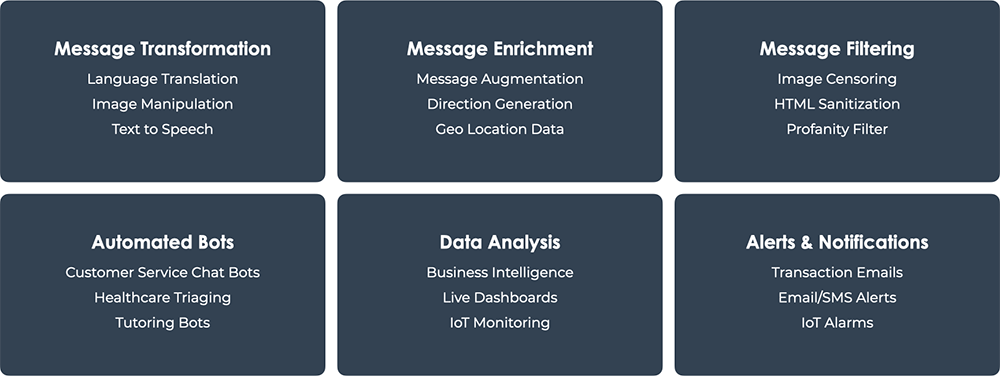 Message Transformation
Language Translation
Image Manipulation
Text to Speech
Message Enrichment
Message Augmentation
Direction Generation
Geo Location Data
Message Filtering
Image Censoring
HTML Sanitization
Profanity Filter
Automated Bots
Customer Service Chat Bots
Healthcare Triaging
Tutoring Bots
Data Analysis
Business Intelligence
Live Dashboards
IoT Monitoring
Alerts & Notifications
Transaction Emails
Email/SMS Alerts
IoT Alarms